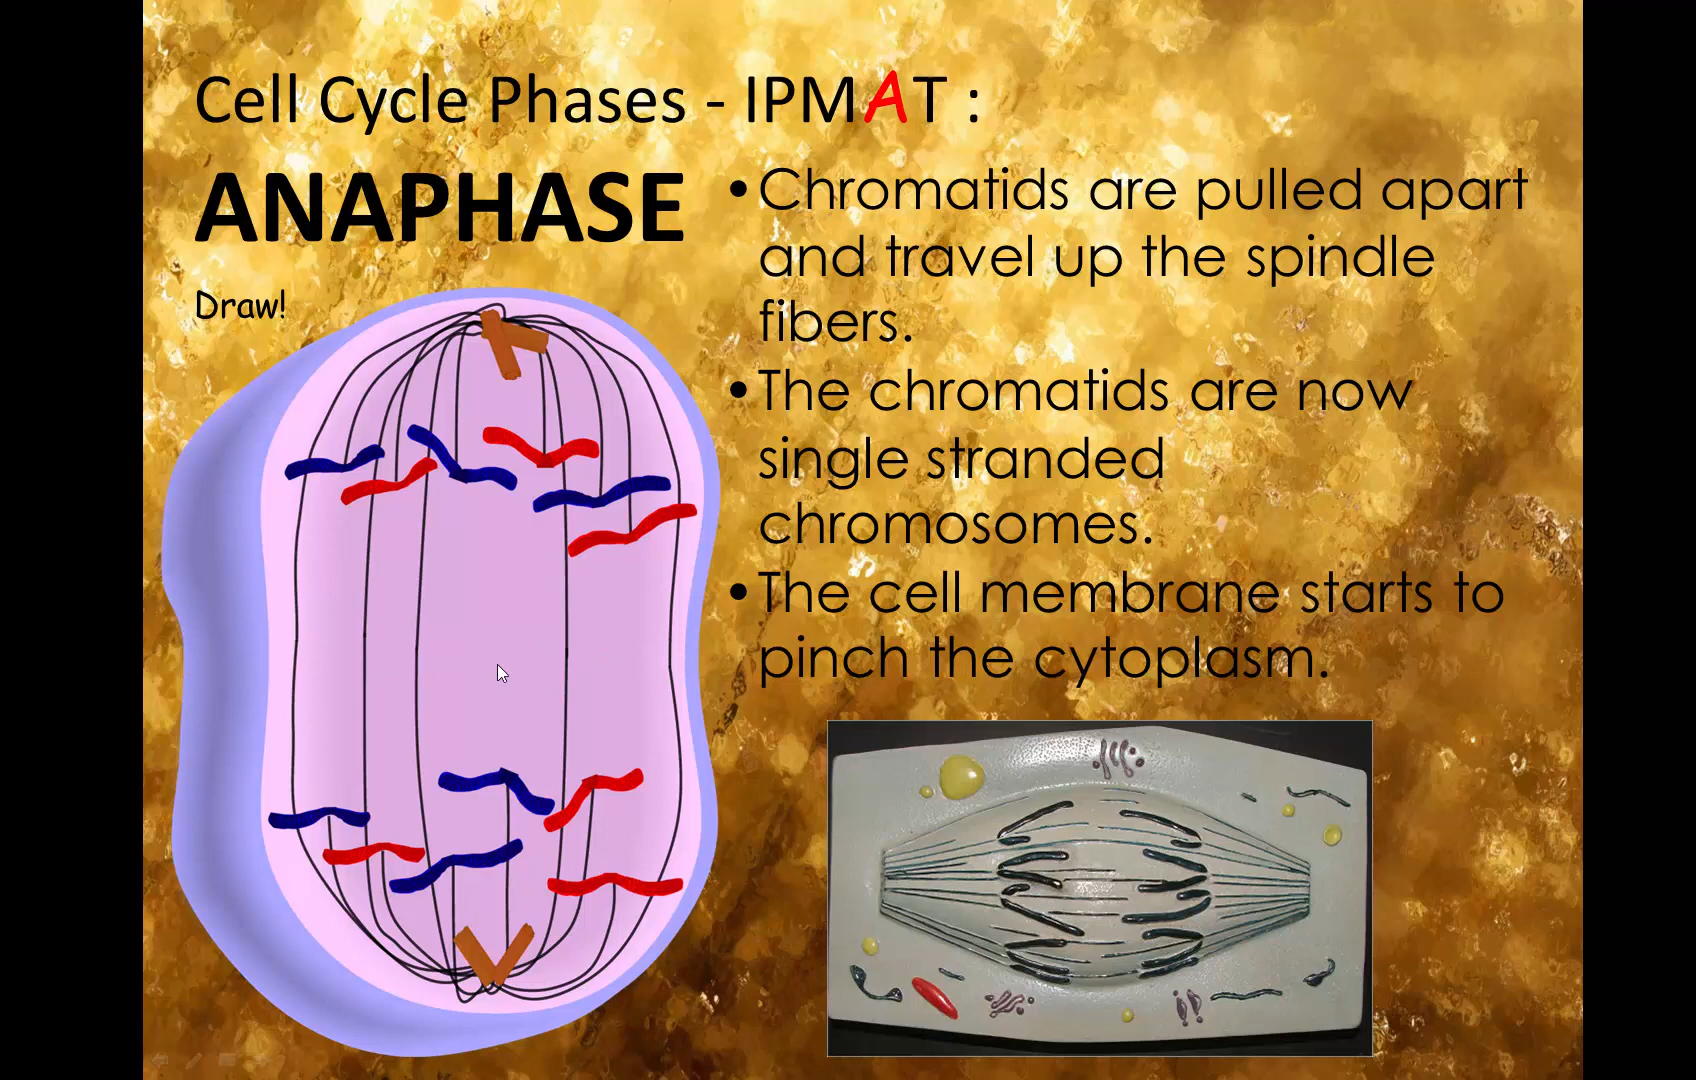 Cell Cycle Phases - IPMAT :
ANAPHASE
Draw!
• Chromatids are pulled apart
and travel up the spindle
fibers.
• The chromatids are now
single stranded
chromosomes.
• The cell membrane starts to
pinch the cytoplasm.